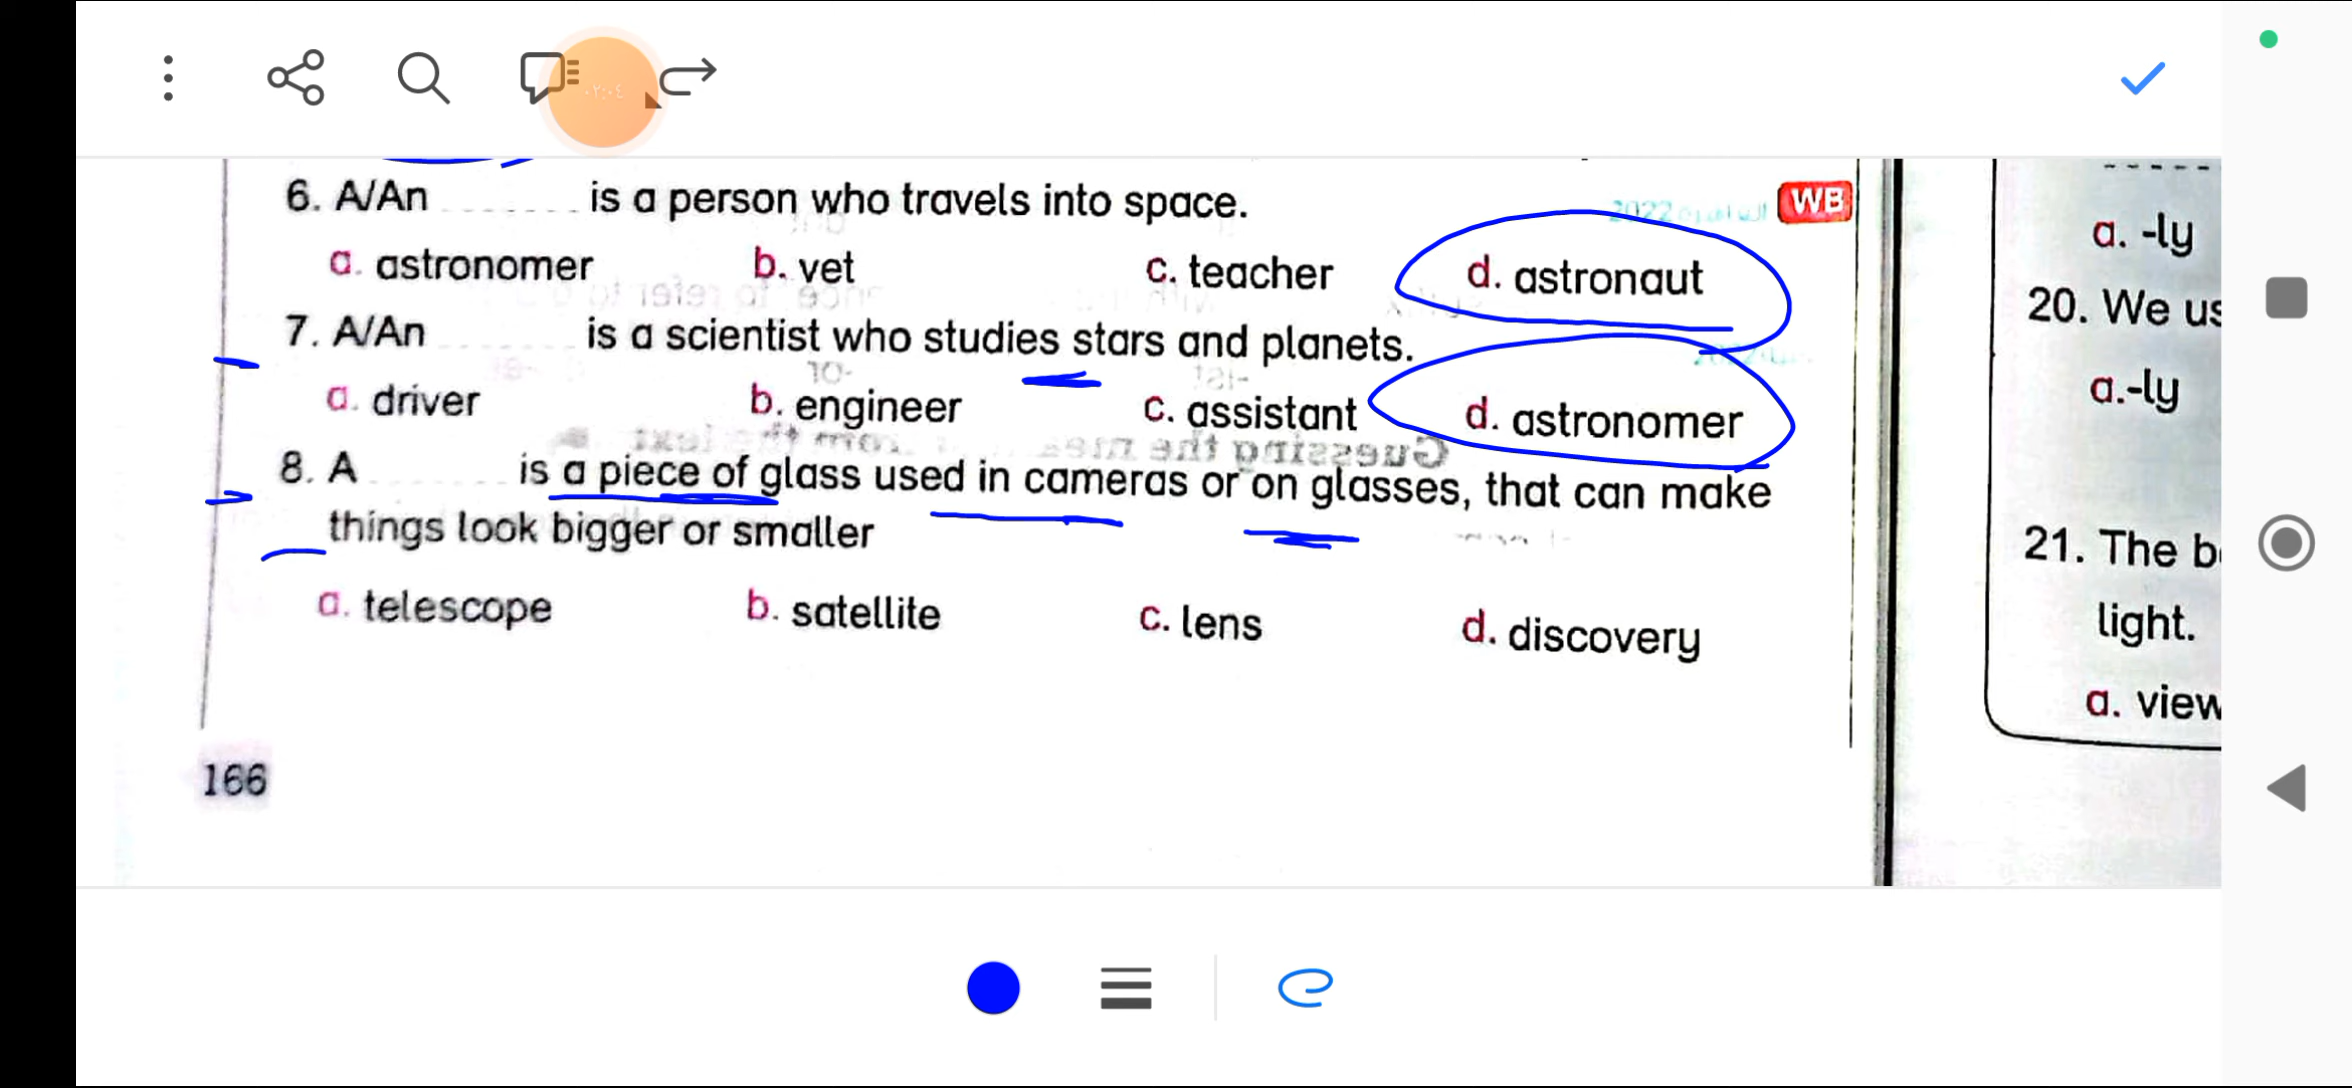 6. A/An ........ is a person who travels into space. WB
a. astronomer b. vet c. teacher d. astronaut
7. A/An ........ is a scientist who studies stars and planets.
a. driver b. engineer c. assistant d. astronomer
8. A ........ is a piece of glass used in cameras or on glasses, that can make
things look bigger or smaller
a. telescope b. satellite c. lens d. discovery
166
a. -ly
20. We us
a.-ly
21. The b
light.
a. view